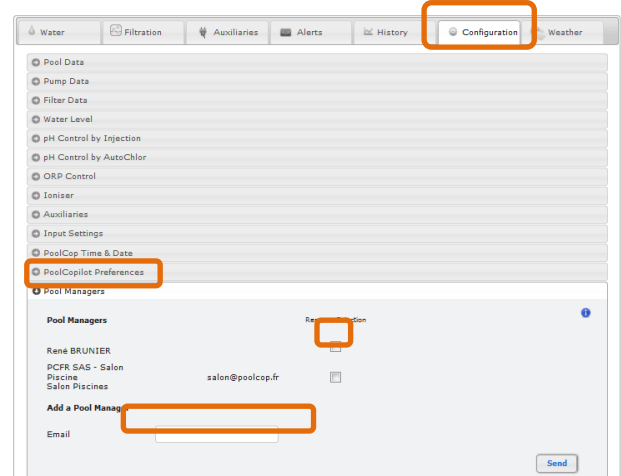 Water Filtration Auxiliaries Alerts History Configuration Weather
Pool Data
Pump Data
Filter Data
Water Level
pH Control by Injection
pH Control by AutoChlor
ORP Control
Ioniser
Auxiliaries
Input Settings
PoolCop Time & Date
PoolCopilot Preferences
Pool Managers
Pool Managers
René BRUNIER
PCFR SAS - Salon
Piscine salon@poolcop.fr
Salon Piscines
Add a Pool Manager
Email
Send